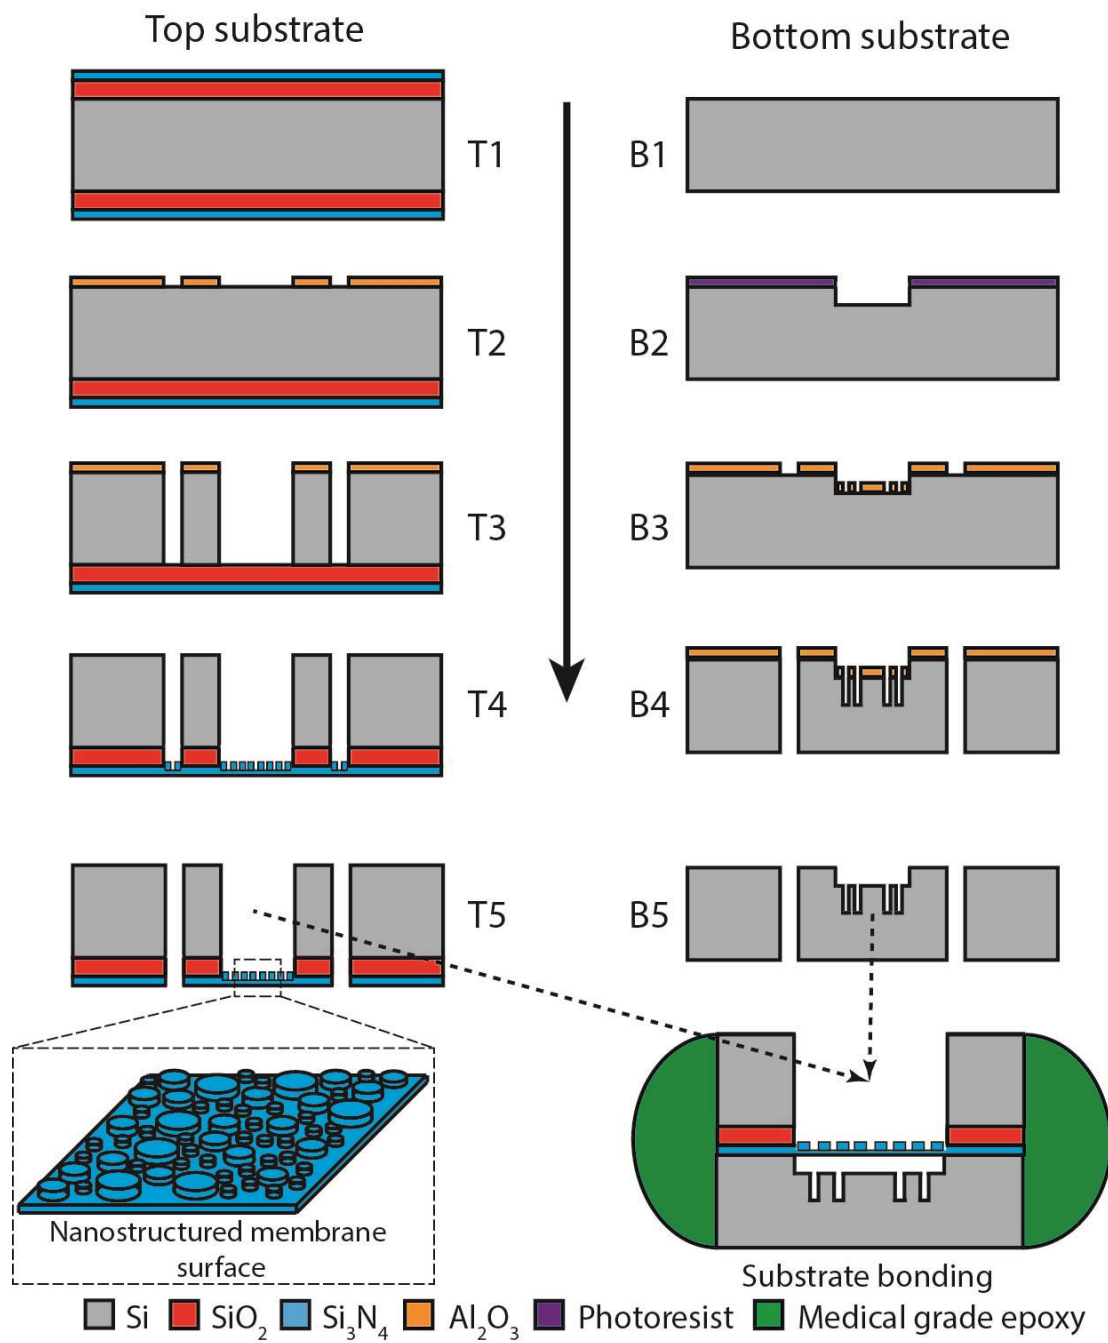 Top substrate
Bottom substrate
T1
B1
T2
B2
T3
B3
T4
B4
T5
B5
Nanostructured membrane
surface
Substrate bonding
Si SiO₂ Si₃N₄ Al₂O₃ Photoresist Medical grade epoxy